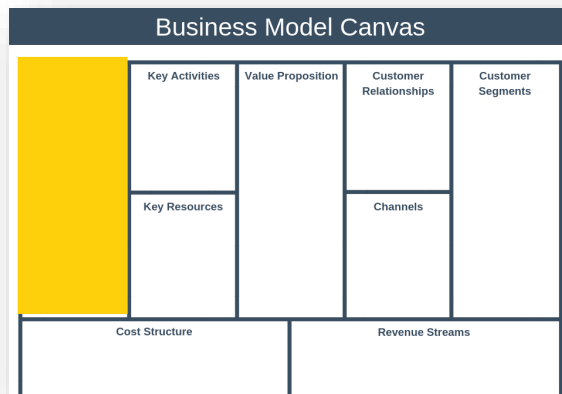 Business Model Canvas
Key Activities
Value Proposition
Customer
Relationships
Customer
Segments
Key Resources
Channels
Cost Structure
Revenue Streams